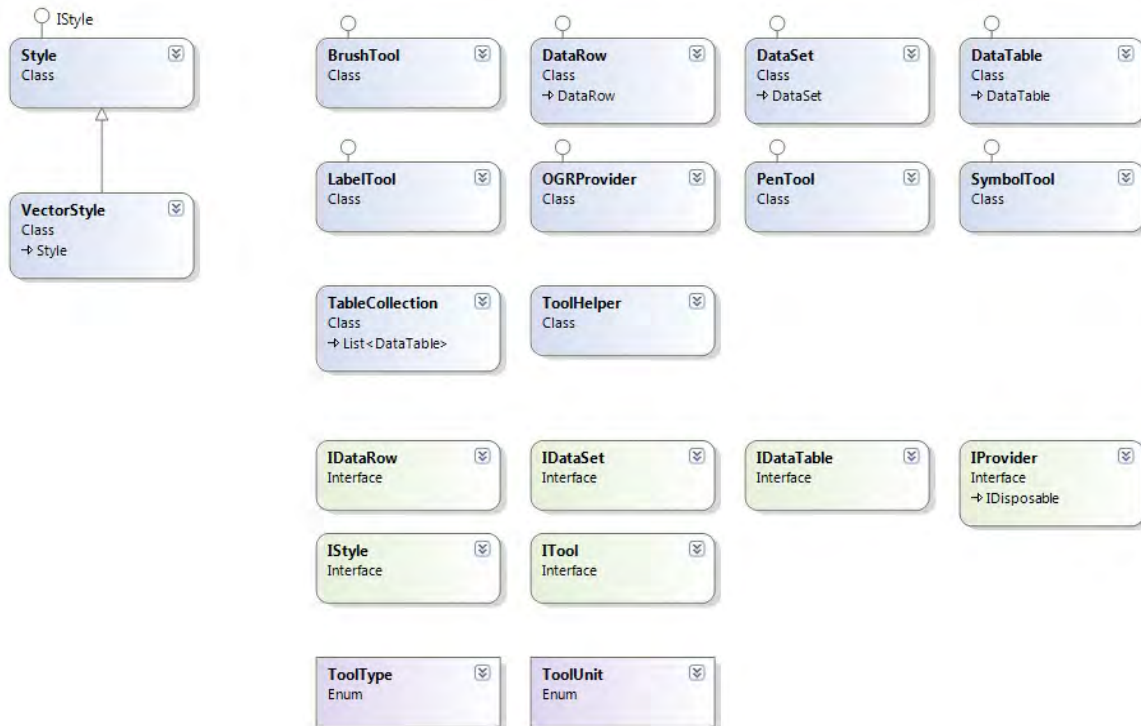 IStyle
Style
Class
VectorStyle
Class
Style
BrushTool
Class
DataRow
Class
DataRow
DataSet
Class
DataSet
DataTable
Class
DataTable
LabelTool
Class
OGRProvider
Class
PenTool
Class
SymbolTool
Class
TableCollection
Class
List<DataTable>
ToolHelper
Class
IDataRow
Interface
IDataSet
Interface
IDataTable
Interface
IProvider
Interface
IDisposable
IStyle
Interface
ITool
Interface
ToolType
Enum
ToolUnit
Enum